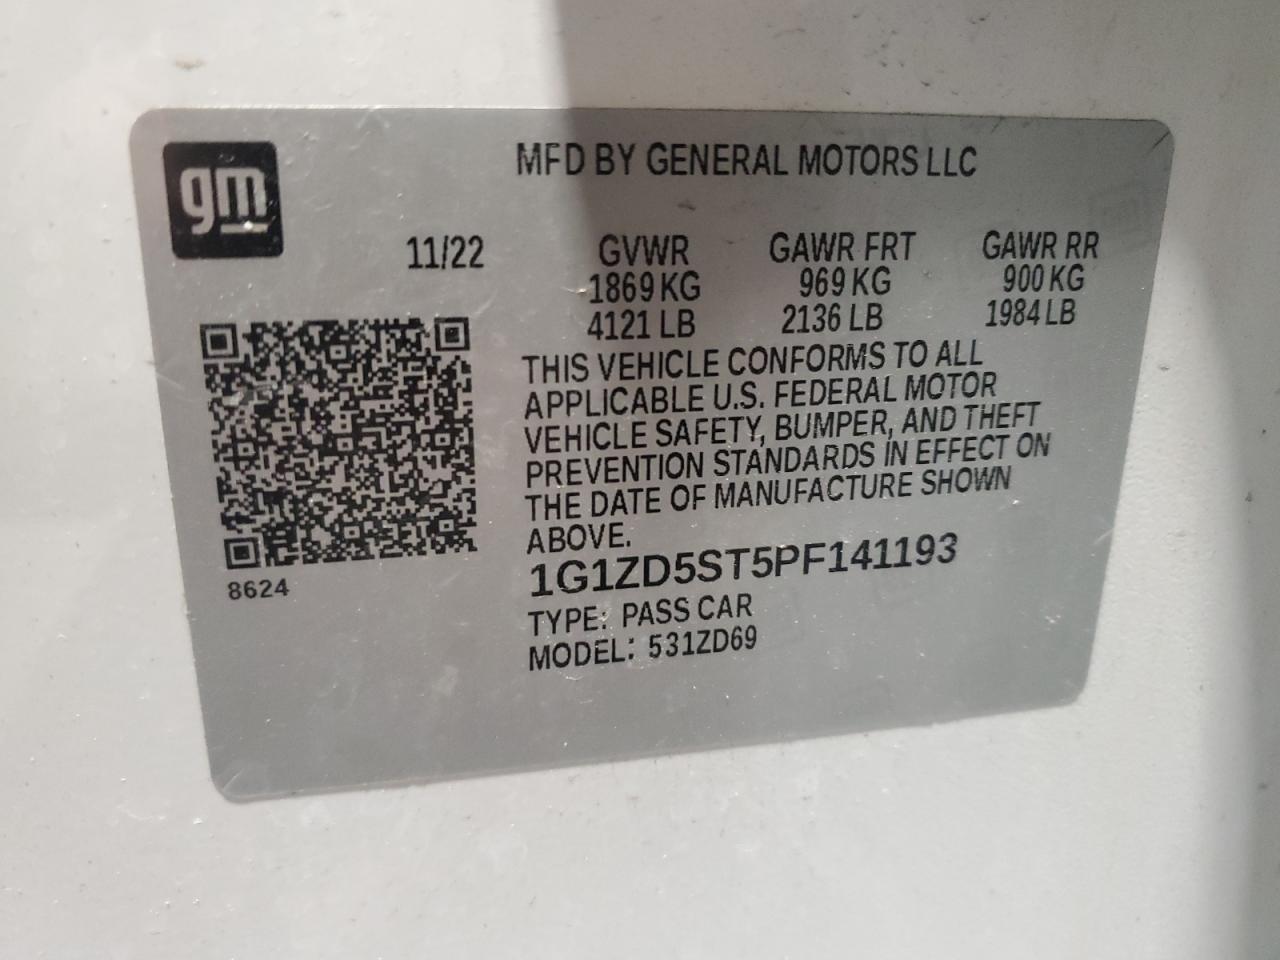 gm
MFD BY GENERAL MOTORS LLC
11/22
GVWR GAWR FRT GAWR RR
1869 KG 969 KG 900 KG
4121 LB 2136 LB 1984 LB
THIS VEHICLE CONFORMS TO ALL
APPLICABLE U.S. FEDERAL MOTOR
VEHICLE SAFETY, BUMPER, AND THEFT
PREVENTION STANDARDS IN EFFECT ON
THE DATE OF MANUFACTURE SHOWN
ABOVE.
1G1ZD5ST5PF141193
TYPE: PASS CAR
MODEL: 531ZD69
8624